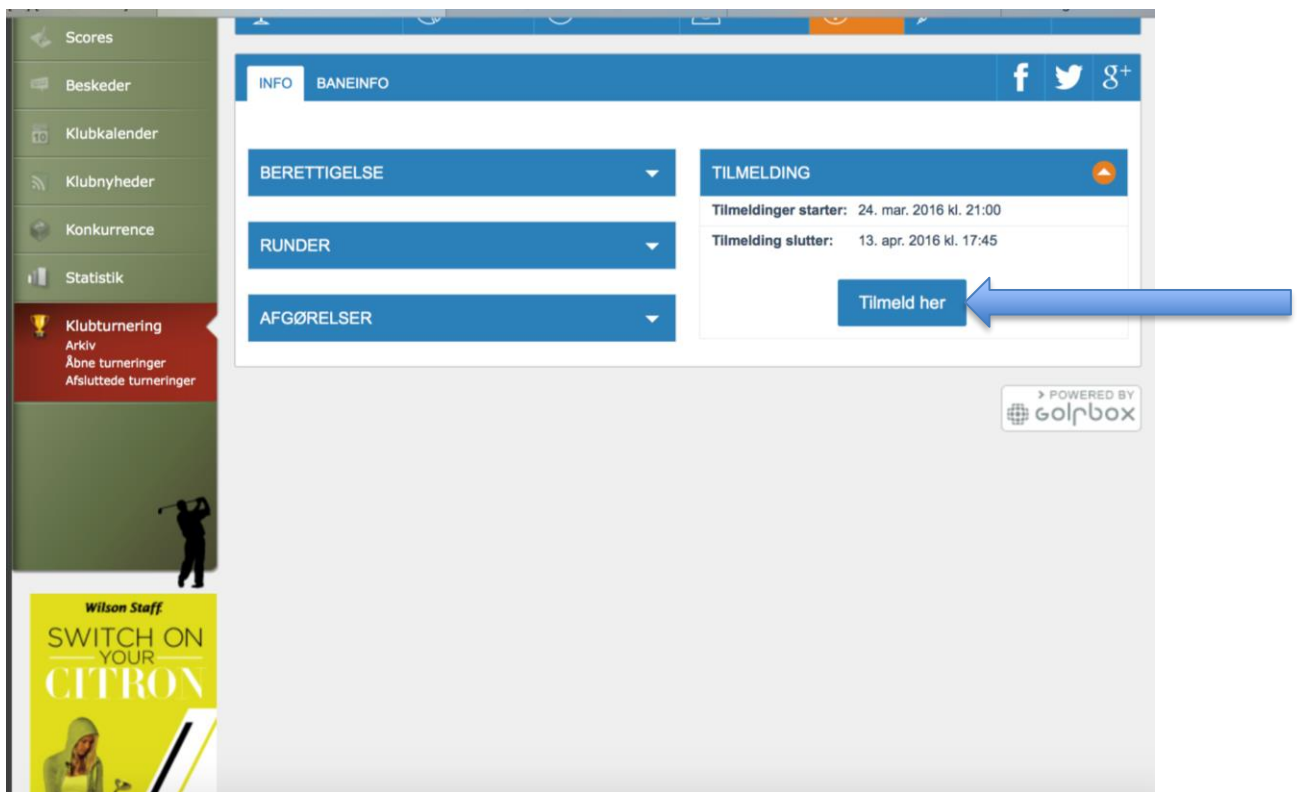 Scores
Beskeder
10
Klubkalender
Klubnyheder
Konkurrence
Statistik
Klubturnering
Arkiv
Åbne turneringer
Afsluttede turneringer
Wilson Staff
SWITCH ON
YOUR
CITRON
INFO BANEINFO
f g+
BERETTIGELSE
RUNDER
AFGØRELSER
TILMELDING
Tilmeldinger starter: 24. mar. 2016 kl. 21:00
Tilmelding slutter: 13. apr. 2016 kl. 17:45
Tilmeld her
> POWERED BY
GolfBox